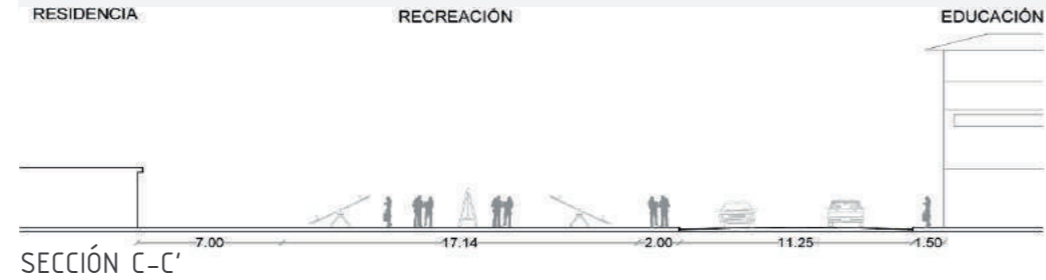 RESIDENCIA RECREACIÓN EDUCACIÓN
7.00 17.14 2.00 11.25 1.50
SECCIÓN C-C'